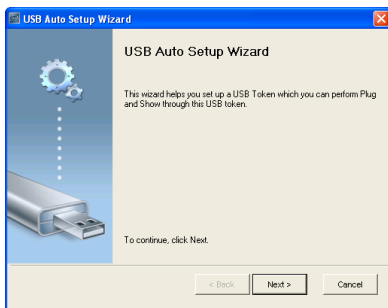 USB Auto Setup Wizard
USB Auto Setup Wizard
This wizard helps you set up a USB Token which you can perform Plug
and Show through this USB token.
To continue, click Next.
< Back
Next >
Cancel